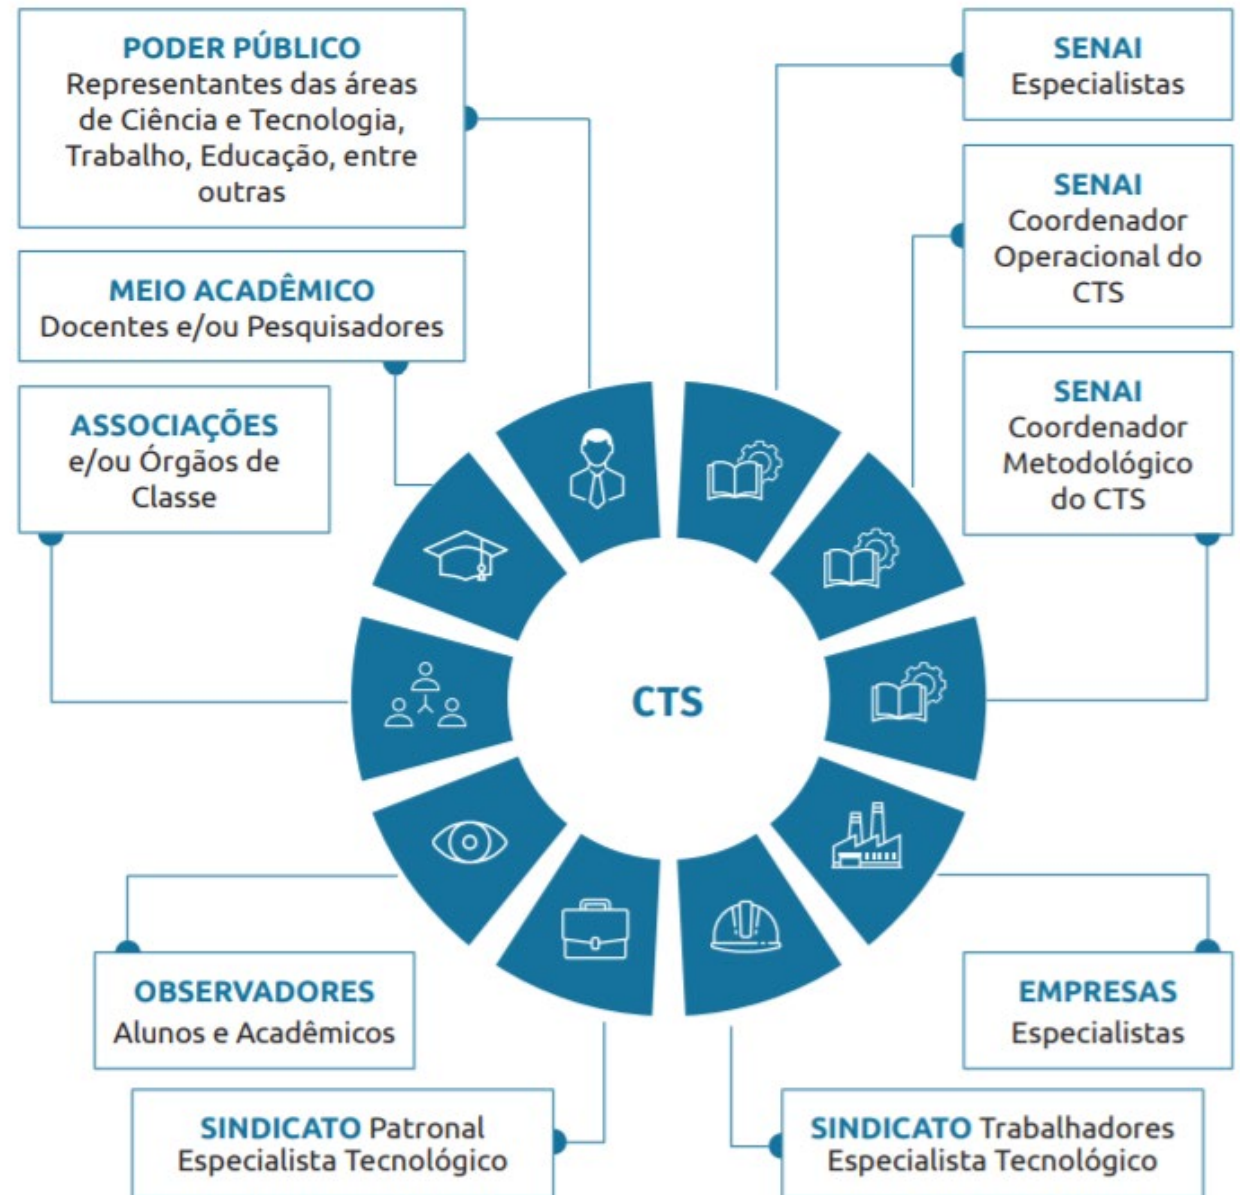 PODER PÚBLICO
Representantes das áreas
de Ciência e Tecnologia,
Trabalho, Educação, entre
outras
MEIO ACADÊMICO
Docentes e/ou Pesquisadores
ASSOCIAÇÕES
e/ou Órgãos de
Classe
SENAI
Especialistas
SENAI
Coordenador
Operacional do
CTS
SENAI
Coordenador
Metodológico
do CTS
CTS
OBSERVADORES
Alunos e Acadêmicos
EMPRESAS
Especialistas
SINDICATO Patronal
Especialista Tecnológico
SINDICATO Trabalhadores
Especialista Tecnológico